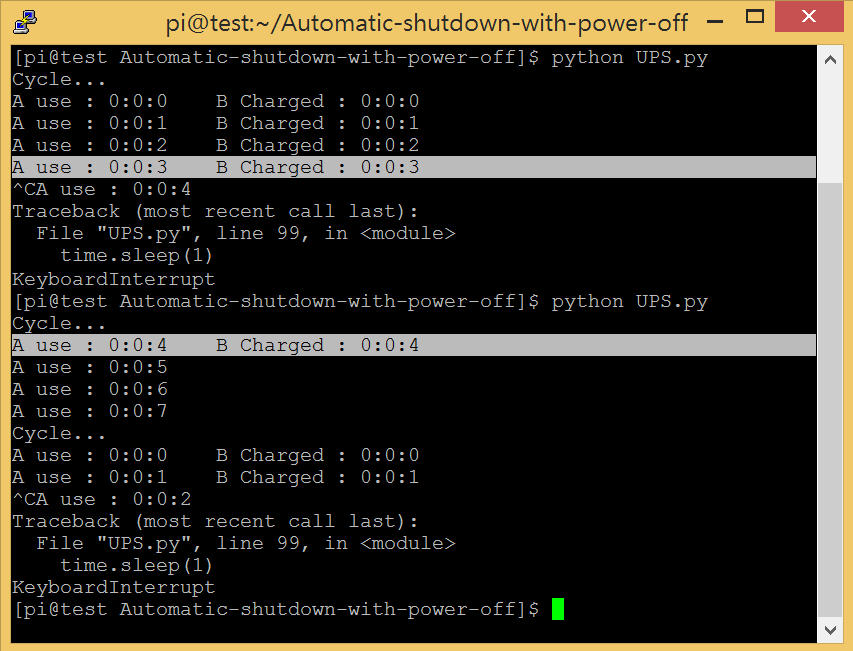 pi@test:~/Automatic-shutdown-with-power-off
[pi@test Automatic-shutdown-with-power-off]$ python UPS.py
Cycle...
A use : 0:0:0    B Charged : 0:0:0
A use : 0:0:1    B Charged : 0:0:1
A use : 0:0:2    B Charged : 0:0:2
A use : 0:0:3    B Charged : 0:0:3
^CA use : 0:0:4
Traceback (most recent call last):
  File "UPS.py", line 99, in <module>
    time.sleep(1)
KeyboardInterrupt
[pi@test Automatic-shutdown-with-power-off]$ python UPS.py
Cycle...
A use : 0:0:4    B Charged : 0:0:4
A use : 0:0:5
A use : 0:0:6
A use : 0:0:7
Cycle...
A use : 0:0:0    B Charged : 0:0:0
A use : 0:0:1    B Charged : 0:0:1
^CA use : 0:0:2
Traceback (most recent call last):
  File "UPS.py", line 99, in <module>
    time.sleep(1)
KeyboardInterrupt
[pi@test Automatic-shutdown-with-power-off]$